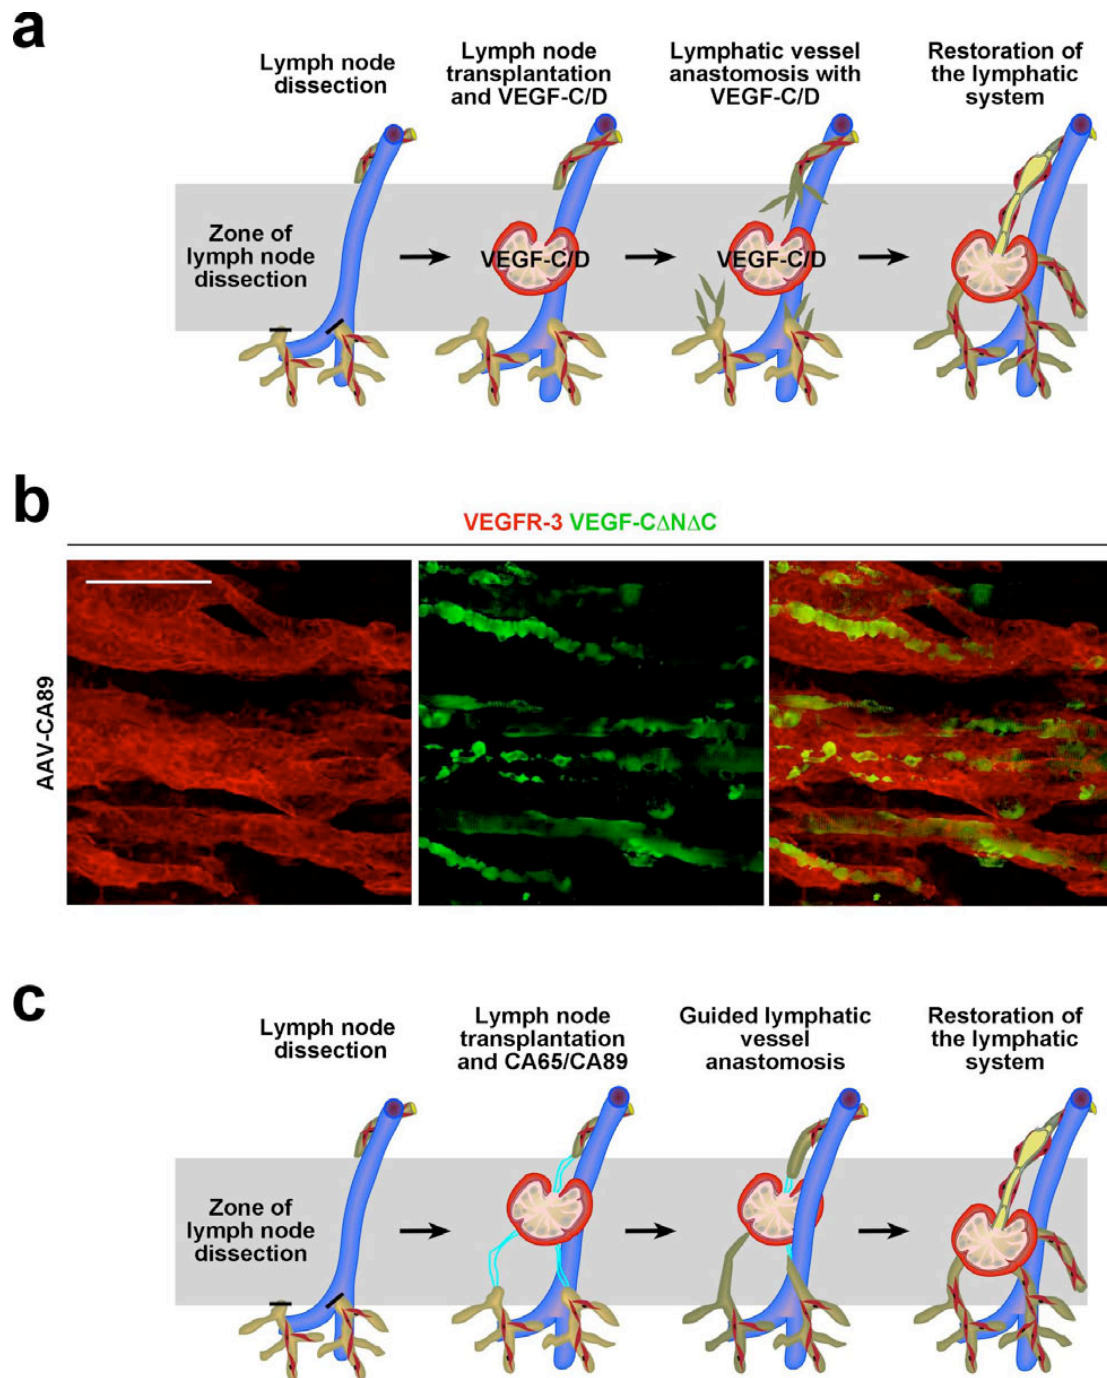 a
Lymph node
dissection
Lymph node
transplantation
and VEGF-C/D
Lymphatic vessel
anastomosis with
VEGF-C/D
Restoration of
the lymphatic
system
Zone of
lymph node
dissection
VEGF-C/D
VEGF-C/D
b
VEGFR-3 VEGF-CΔNΔC
AAV-CA89
c
Lymph node
dissection
Lymph node
transplantation
and CA65/CA89
Guided lymphatic
vessel
anastomosis
Restoration of
the lymphatic
system
Zone of
lymph node
dissection